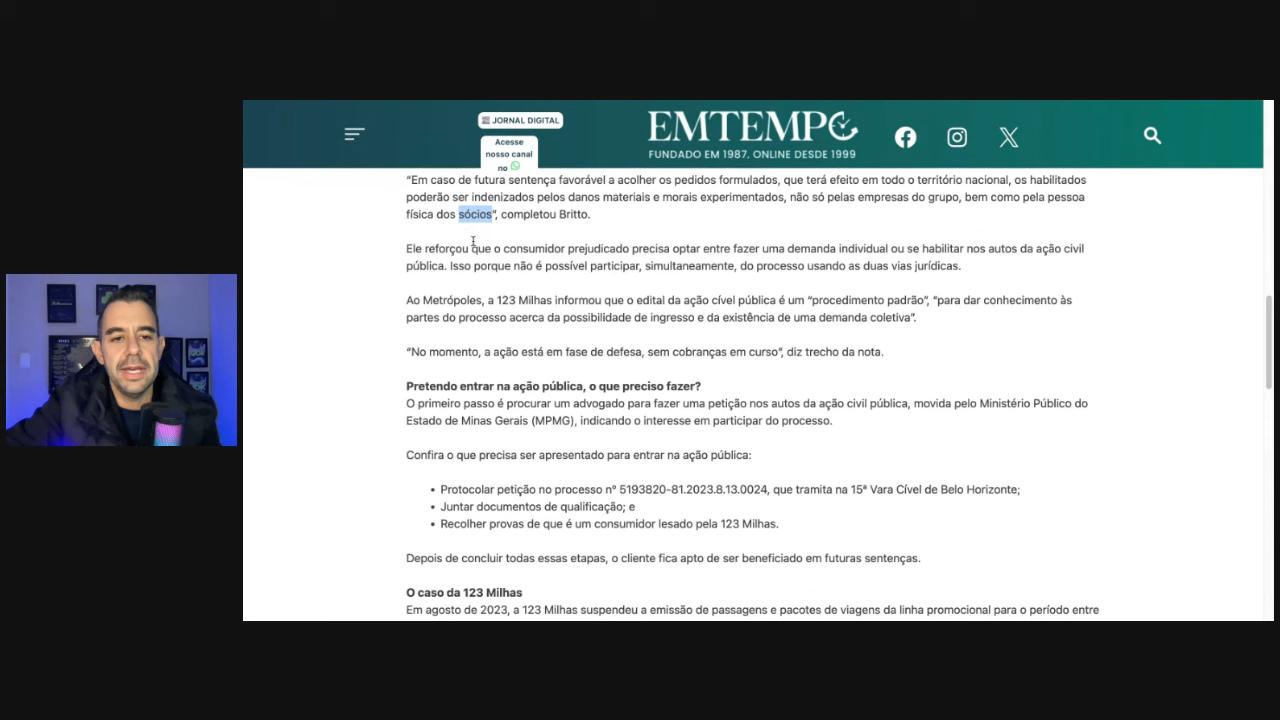 JORNAL DIGITAL
Acesse
nosso canal
no
EMTEMPO
FUNDADO EM 1987, ONLINE DESDE 1999
“Em caso de futura sentença favorável a acolher os pedidos formulados, que terá efeito em todo o território nacional, os habilitados
poderão ser indenizados pelos danos materiais e morais experimentados, não só pelas empresas do grupo, bem como pela pessoa
física dos sócios”, completou Britto.
Ele reforçou que o consumidor prejudicado precisa optar entre fazer uma demanda individual ou se habilitar nos autos da ação civil
pública. Isso porque não é possível participar, simultaneamente, do processo usando as duas vias jurídicas.
Ao Metrópoles, a 123 Milhas informou que o edital da ação cível pública é um “procedimento padrão”, “para dar conhecimento às
partes do processo acerca da possibilidade de ingresso e da existência de uma demanda coletiva”.
“No momento, a ação está em fase de defesa, sem cobranças em curso”, diz trecho da nota.
Pretendo entrar na ação pública, o que preciso fazer?
O primeiro passo é procurar um advogado para fazer uma petição nos autos da ação civil pública, movida pelo Ministério Público do
Estado de Minas Gerais (MPMG), indicando o interesse em participar do processo.
Confira o que precisa ser apresentado para entrar na ação pública:
• Protocolar petição no processo nº 5193820-81.2023.8.13.0024, que tramita na 15ª Vara Cível de Belo Horizonte;
• Juntar documentos de qualificação; e
• Recolher provas de que é um consumidor lesado pela 123 Milhas.
Depois de concluir todas essas etapas, o cliente fica apto de ser beneficiado em futuras sentenças.
O caso da 123 Milhas
Em agosto de 2023, a 123 Milhas suspendeu a emissão de passagens e pacotes de viagens da linha promocional para o período entre